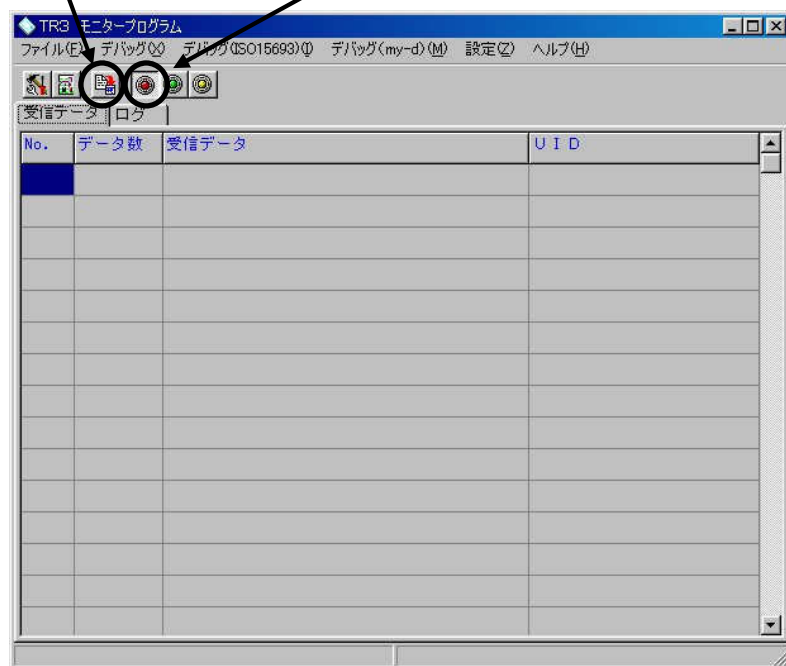 TR3 モニタープログラム
ファイル(F) デバッグ(X) デバッグ(ISO15693)(I) デバッグ(my-d)(M) 設定(Z) ヘルプ(H)
受信データ ログ
No. データ数 受信データ UID